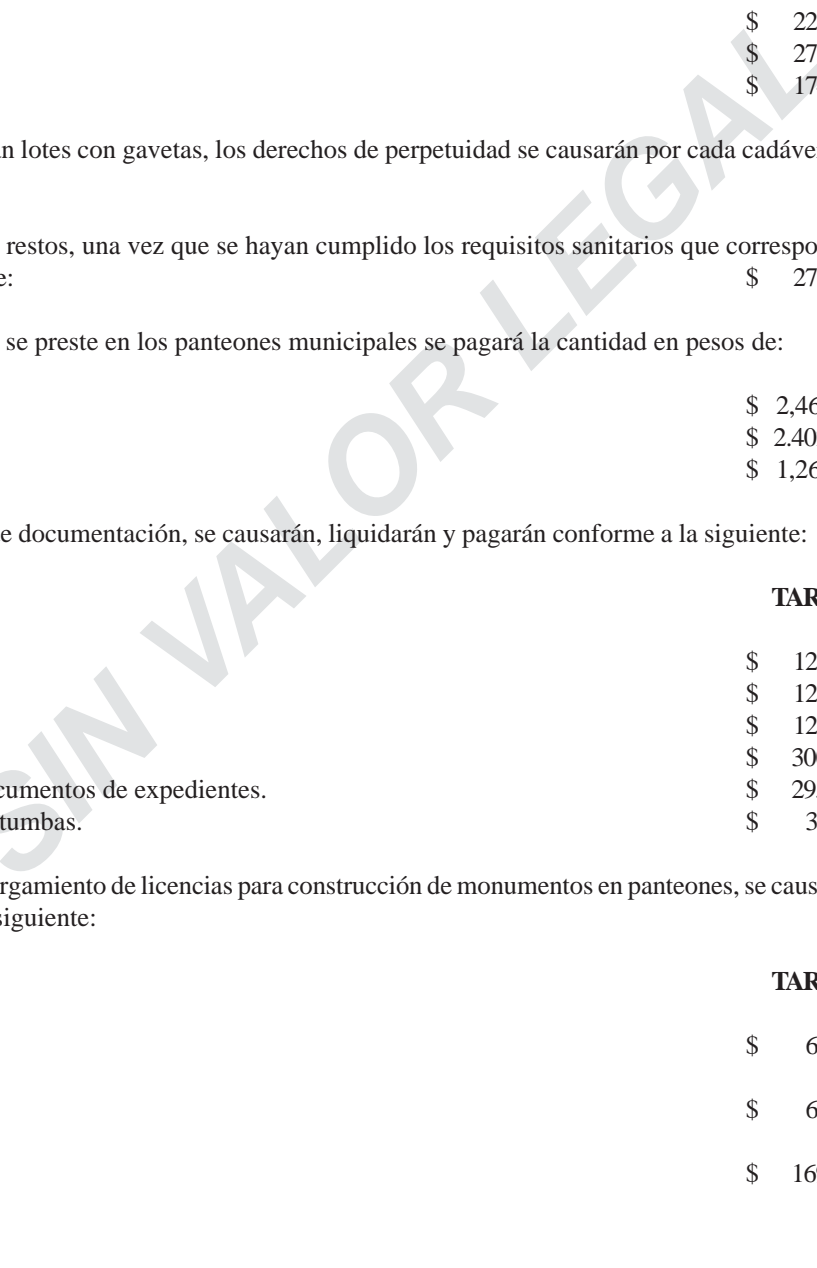 $ 22
$ 27
$ 17
n lotes con gavetas, los derechos de perpetuidad se causarán por cada cadáve
restos, una vez que se hayan cumplido los requisitos sanitarios que correspo
e: $ 27
se preste en los panteones municipales se pagará la cantidad en pesos de:
$ 2,46
$ 2.40
$ 1,26
e documentación, se causarán, liquidarán y pagarán conforme a la siguiente:
TAR
$ 12
$ 12
$ 12
$ 30
cumentos de expedientes. $ 29
tumbas. $ 3
rgamiento de licencias para construcción de monumentos en panteones, se caus
siguiente:
TAR
$ 6
$ 6
$ 16
SIN VALOR LEGAL